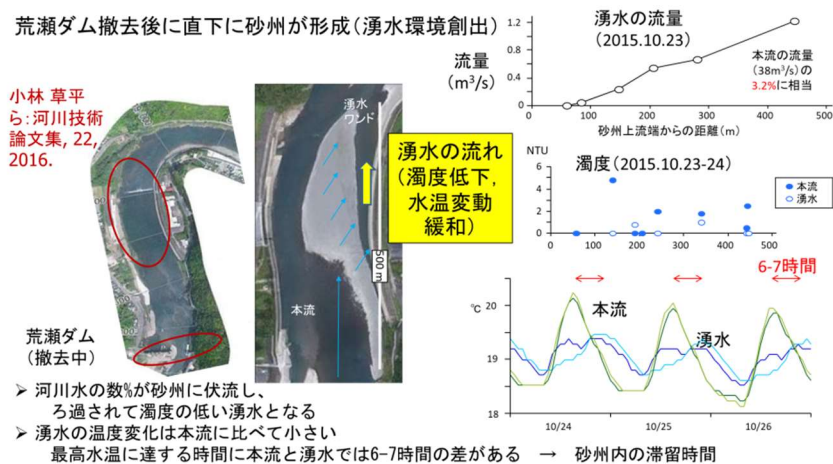 荒瀬ダム撤去後に直下に砂州が形成(湧水環境創出)
小林 草平
ら:河川技術
論文集, 22,
2016.
荒瀬ダム
(撤去中)
湧水
ワンド
本流
500 m
湧水の流れ
(濁度低下,
水温変動
緩和)
湧水の流量
(2015.10.23)
流量
(m³/s)
1.2
0.8
0.4
0
0 100 200 300 400 500
砂州上流端からの距離(m)
本流の流量
(38m³/s)の
3.2%に相当
NTU
濁度(2015.10.23-24)
6
4
2
0
0 100 200 300 400 500
本流
湧水
6-7時間
℃
20
19
18
本流
湧水
10/24 10/25 10/26
➢ 河川水の数%が砂州に伏流し、
ろ過されて濁度の低い湧水となる
➢ 湧水の温度変化は本流に比べて小さい
最高水温に達する時間に本流と湧水では6-7時間の差がある → 砂州内の滞留時間